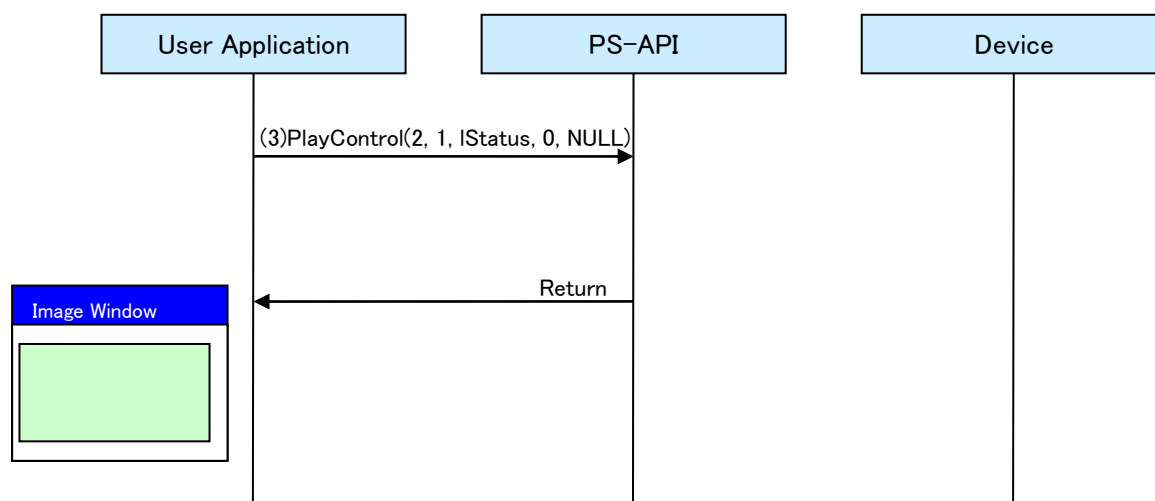 User Application
PS-API
Device
(3)PlayControl(2, 1, lStatus, 0, NULL)
Return
Image Window